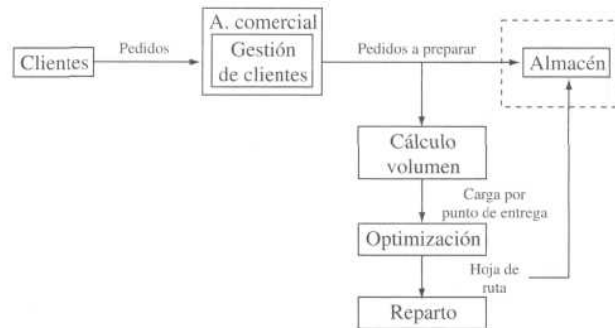 A. comercial
Clientes
Pedidos
Gestión
de clientes
Pedidos a preparar
Almacén
Cálculo
volumen
Carga por
punto de entrega
Optimización
Hoja de
ruta
Reparto